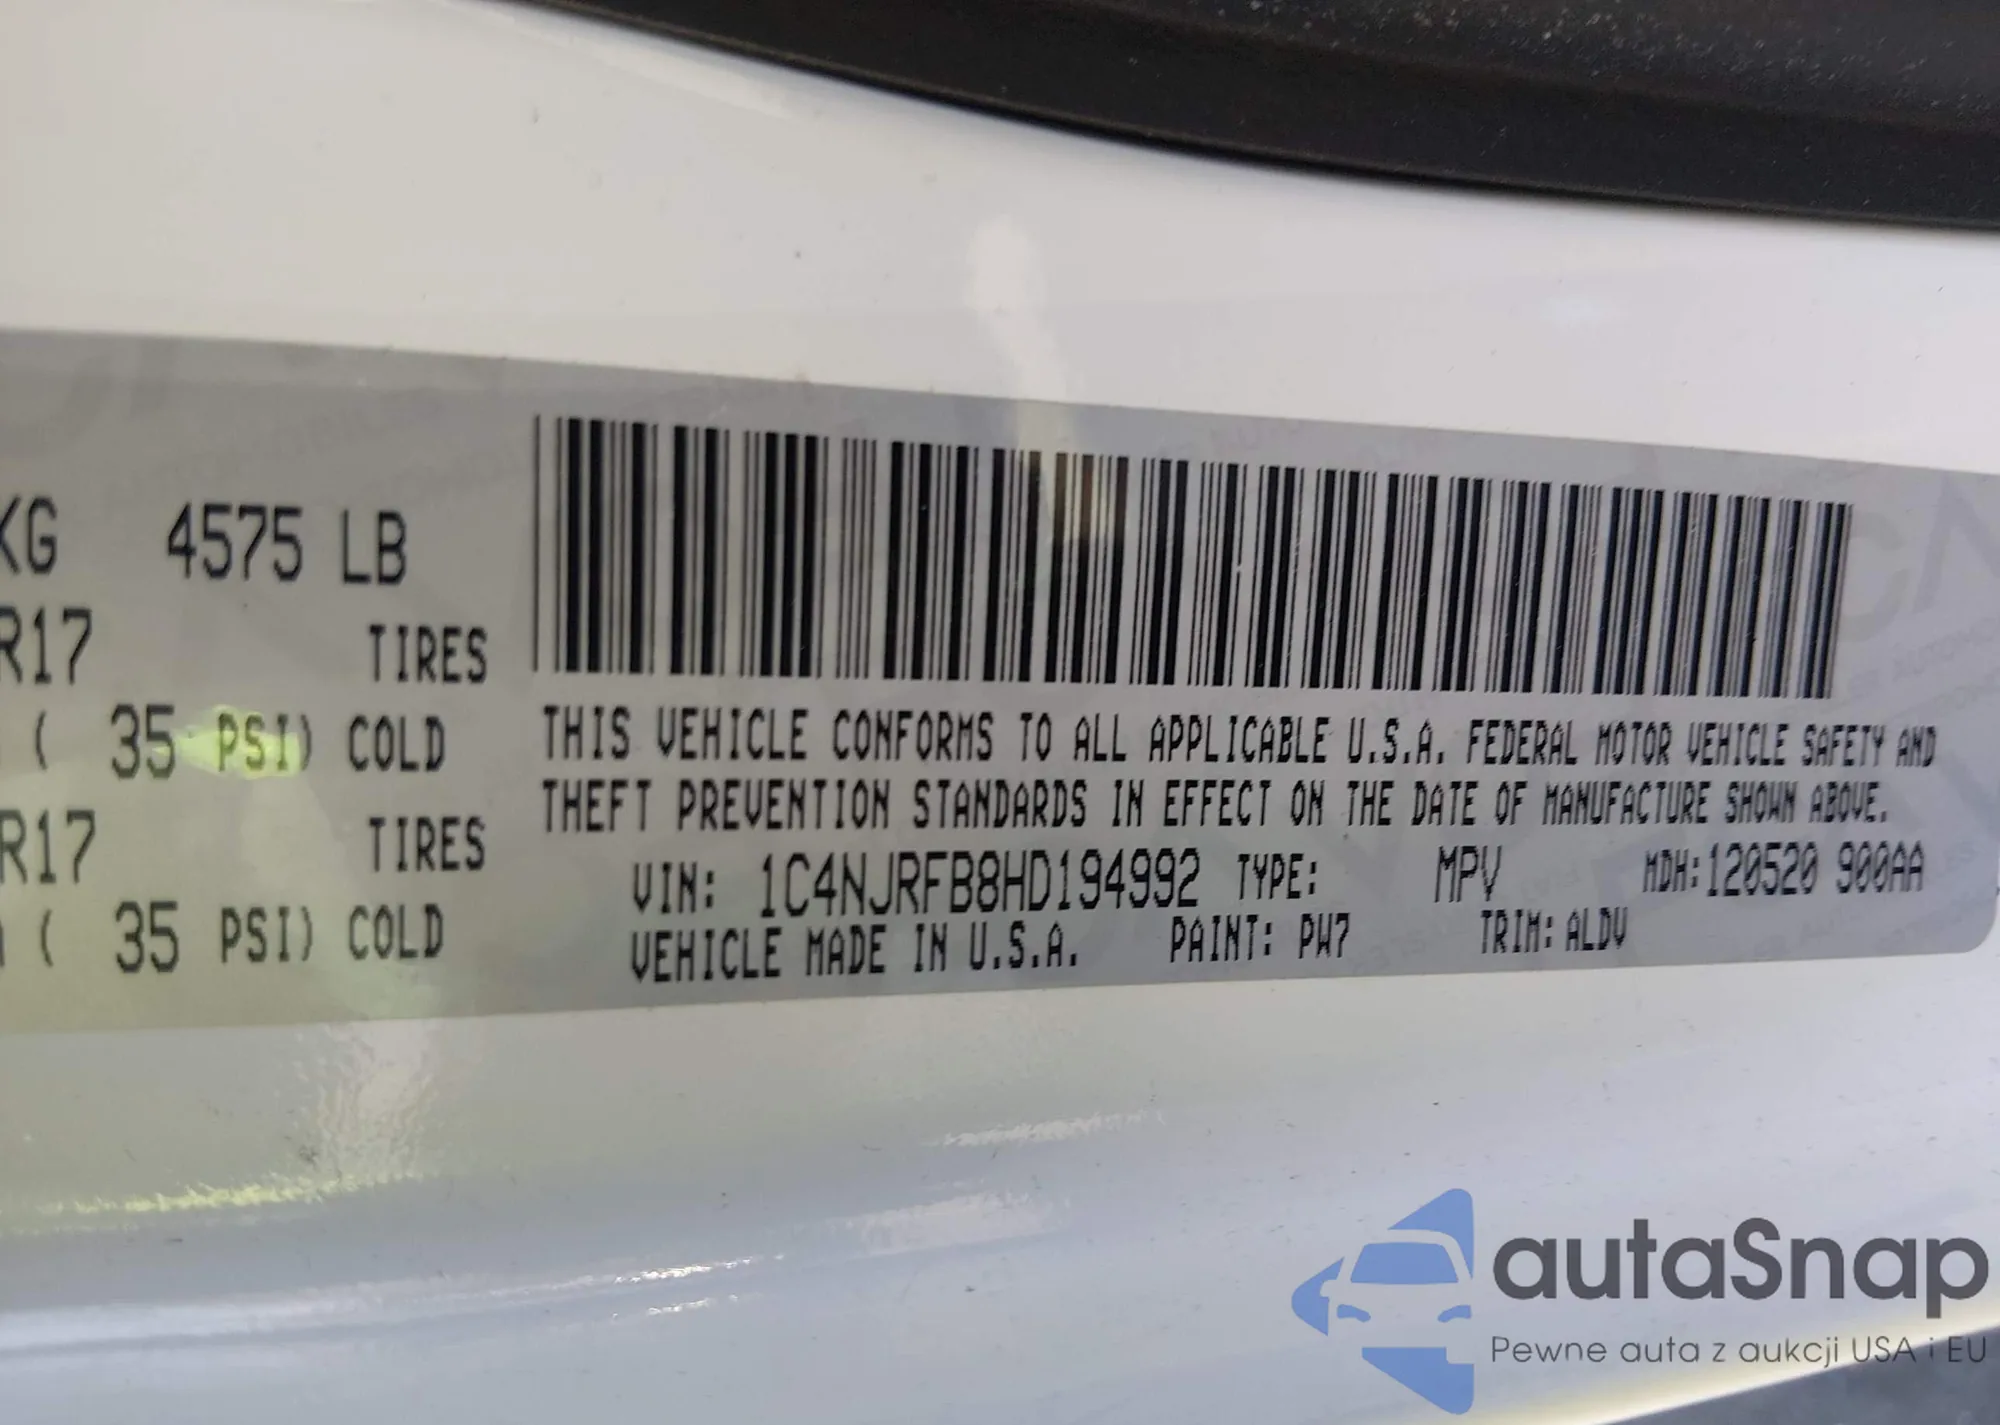 KG 4575 LB
R17 TIRES
( 35 PSI) COLD
R17 TIRES
( 35 PSI) COLD
THIS VEHICLE CONFORMS TO ALL APPLICABLE U.S.A. FEDERAL MOTOR VEHICLE SAFETY AND
THEFT PREVENTION STANDARDS IN EFFECT ON THE DATE OF MANUFACTURE SHOWN ABOVE.
VIN: 1C4NJRFB8HD194992 TYPE: MPV MDH:120520 900AA
VEHICLE MADE IN U.S.A. PAINT: PW7 TRIM: ALDV
autaSnap
Pewne auta z aukcji USA i EU